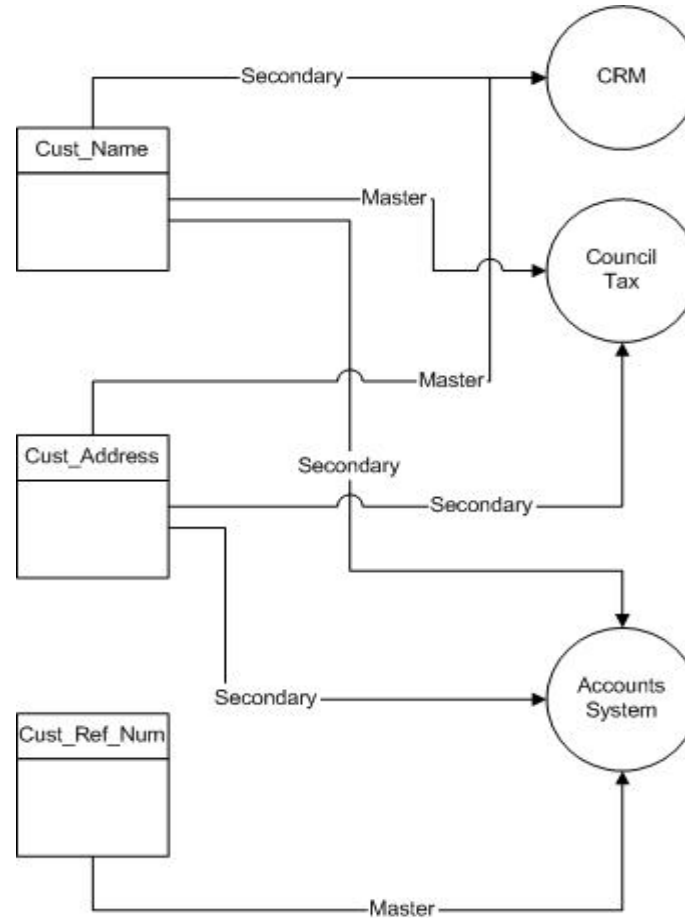 CRM
Secondary
Cust_Name
Master
Council
Tax
Master
Cust_Address
Secondary
Secondary
Accounts
System
Secondary
Cust_Ref_Num
Master